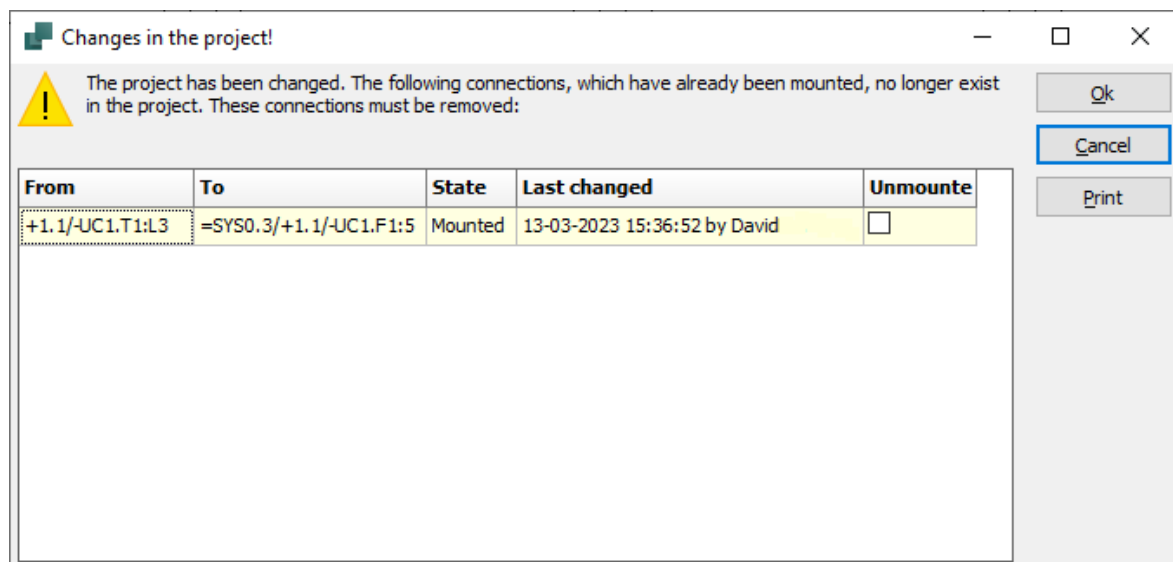 Changes in the project!
The project has been changed. The following connections, which have already been mounted, no longer exist
in the project. These connections must be removed:
Ok
Cancel
Print
From To State Last changed Unmounte
+1.1/-UC1.T1:L3 =SYS0.3/+1.1/-UC1.F1:5 Mounted 13-03-2023 15:36:52 by David